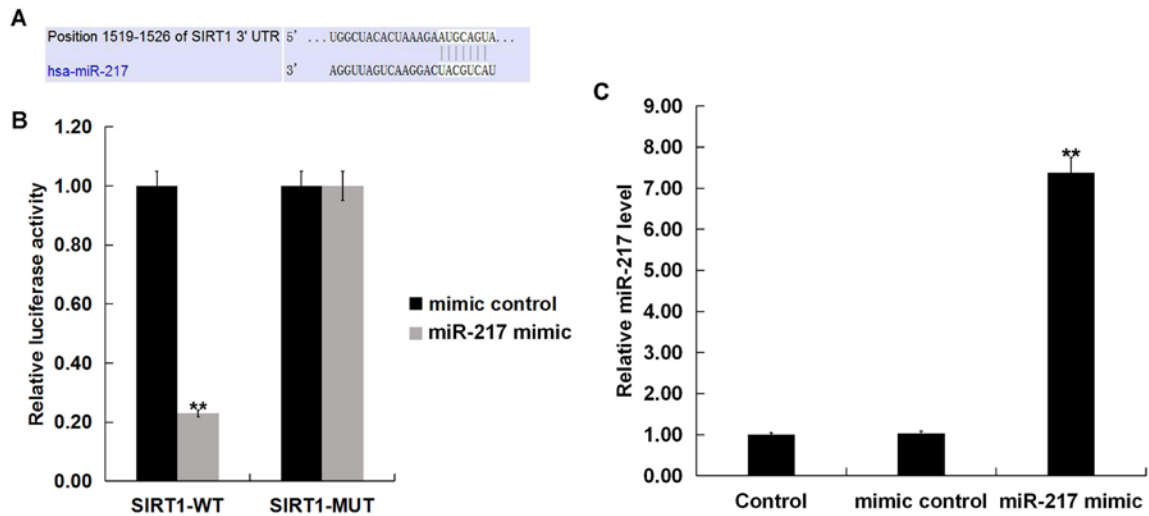 A
Position 1519-1526 of SIRT1 3' UTR 5' ...UGGCUACACUAAAGAAUGCAGUA...
hsa-miR-217 3' AGGUUAGUCAAGGACUACGUCAU
B
Relative luciferase activity
1.20
1.00
0.80
0.60
0.40
0.20
0.00
**
SIRT1-WT
SIRT1-MUT
mimic control
miR-217 mimic
C
Relative miR-217 level
9.00
8.00
7.00
6.00
5.00
4.00
3.00
2.00
1.00
0.00
**
Control
mimic control
miR-217 mimic